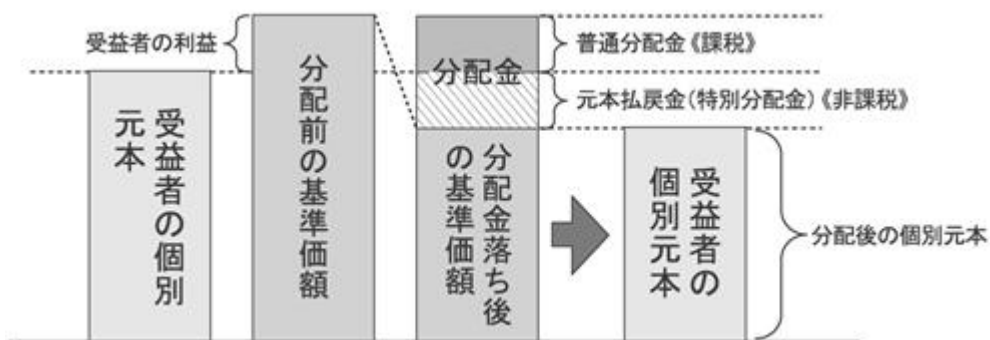 受益者の利益
受益者の個別
元本
分配前の基準価額
分配金
分配金落ち後
の基準価額
普通分配金《課税》
元本払戻金(特別分配金)《非課税》
受益者の
個別元本
分配後の個別元本